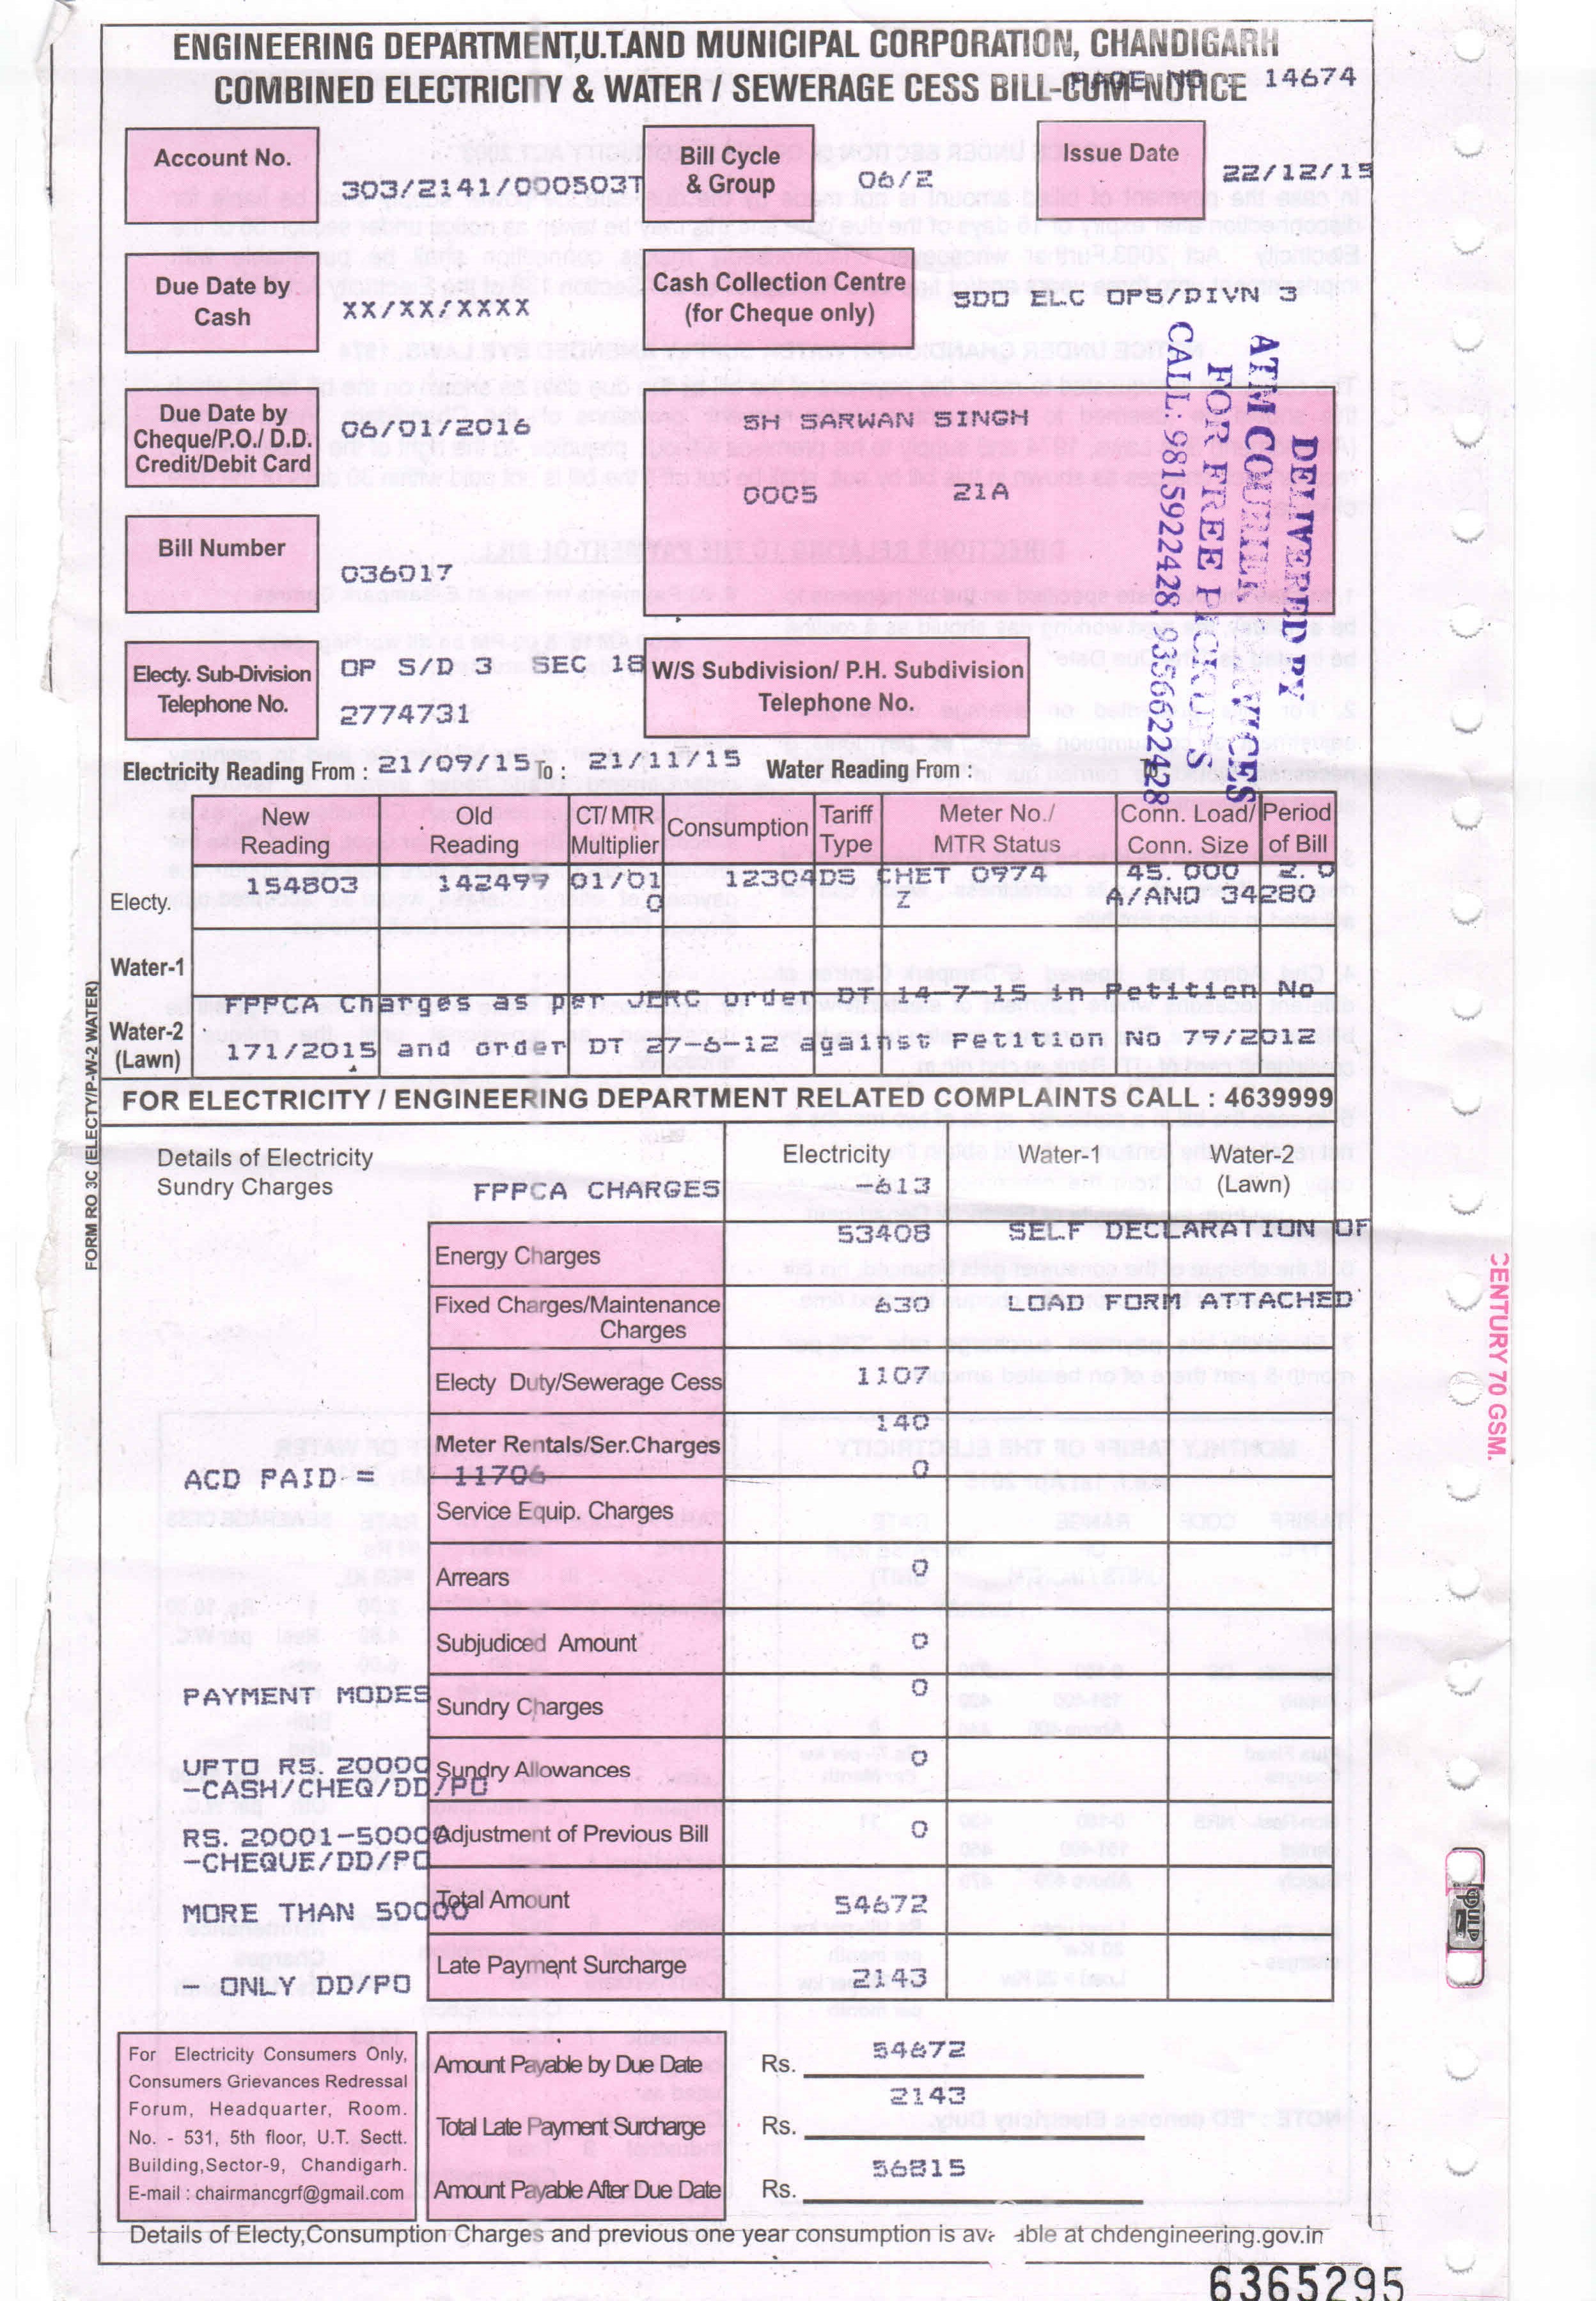 ENGINEERING DEPARTMENT,U.T.AND MUNICIPAL CORPORATION, CHANDIGARH
COMBINED ELECTRICITY & WATER / SEWERAGE CESS BILL-CUM-NOTICE
PAGE NO. 14674
Account No. 303/2141/000503T
Bill Cycle & Group 06/2
Issue Date 22/12/15
Due Date by Cash XX/XX/XXXX
Cash Collection Centre (for Cheque only) SDO ELC OPS/DIVN 3
Due Date by Cheque/P.O./ D.D. Credit/Debit Card 06/01/2016
SH SARWAN SINGH
0005 21A
Bill Number 036017
DELIVERED BY
ATM COURIER
FOR FREE PICKUPS
CALL: 9815922428, 9356622428
Electy. Sub-Division Telephone No. OP S/D 3 SEC 18
2774731
W/S Subdivision/ P.H. Subdivision Telephone No.
Electricity Reading From : 21/09/15 To : 21/11/15 Water Reading From :
New Reading Old Reading CT/MTR Multiplier Consumption Tariff Type Meter No./ MTR Status Conn. Load/ Conn. Size Period of Bill
Electy. 154803 142499 01/01 12304DS CHET 0974 45.000 2.0
0 Z A/ANO 34280
Water-1
FPPCA Charges as per JERC order DT 14-7-15 in Petition No
Water-2 (Lawn)
171/2015 and order DT 27-6-12 against Petition No 79/2012
FORM RO 3C (ELECTY/P-W-2 WATER)
FOR ELECTRICITY / ENGINEERING DEPARTMENT RELATED COMPLAINTS CALL : 4639999
Details of Electricity Sundry Charges
Electricity Water-1 Water-2 (Lawn)
FPPCA CHARGES -613
Energy Charges 53408 SELF DECLARATION OF
Fixed Charges/Maintenance Charges 630 LOAD FORM ATTACHED
Electy Duty/Sewerage Cess 1107
Meter Rentals/Ser.Charges 140
ACD PAID = 11706 0
Service Equip. Charges
Arrears 0
Subjudiced Amount 0
PAYMENT MODES
Sundry Charges 0
UPTO RS. 20000
-CASH/CHEQ/DD/PO
Sundry Allowances 0
RS. 20001-50000
-CHEQUE/DD/PO
Adjustment of Previous Bill 0
MORE THAN 50000
Total Amount 54672
- ONLY DD/PO
Late Payment Surcharge 2143
For Electricity Consumers Only,
Consumers Grievances Redressal
Forum, Headquarter, Room.
No. - 531, 5th floor, U.T. Sectt.
Building,Sector-9, Chandigarh.
E-mail : chairmancgrf@gmail.com
Amount Payable by Due Date Rs. 54672
Total Late Payment Surcharge Rs. 2143
Amount Payable After Due Date Rs. 56815
Details of Electy,Consumption Charges and previous one year consumption is available at chdengineering.gov.in
6365295
CENTURY 70 GSM.